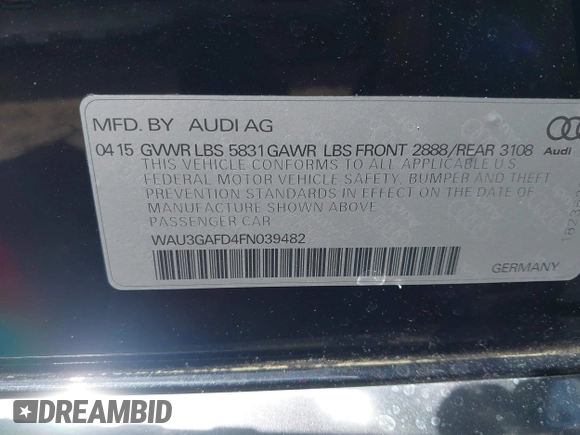 MFD. BY AUDI AG
04 15 GVWR LBS 5831 GAWR LBS FRONT 2888/REAR 3108
Audi
THIS VEHICLE CONFORMS TO ALL APPLICABLE U.S
FEDERAL MOTOR VEHICLE SAFETY, BUMPER AND THEFT
PREVENTION STANDARDS IN EFFECT ON THE DATE OF
MANUFACTURE SHOWN ABOVE
PASSENGER CAR
WAU3GAFD4FN039482
GERMANY
DREAMBID